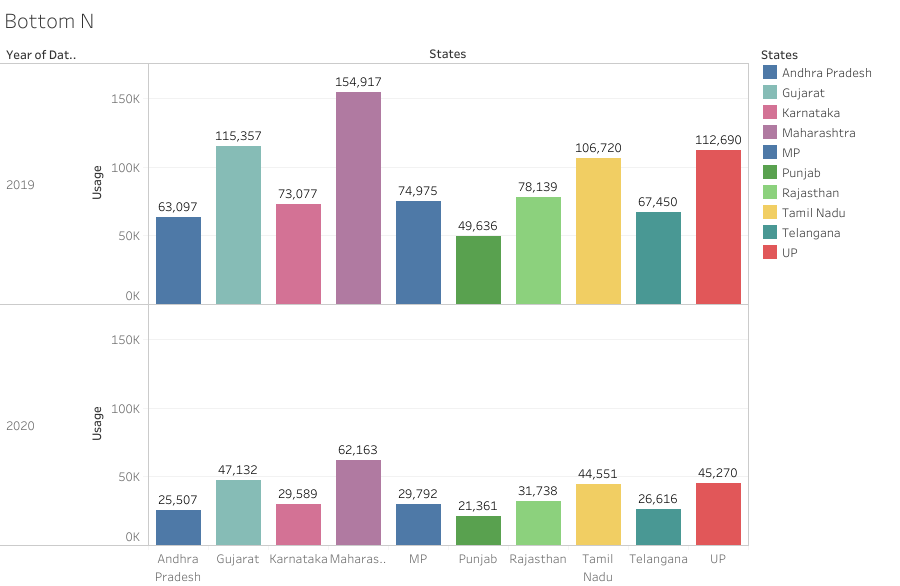 Bottom N
Year of Dat..
States
States
Andhra Pradesh
Gujarat
Karnataka
Maharashtra
MP
Punjab
Rajasthan
Tamil Nadu
Telangana
UP
2019
Usage
150K
100K
50K
0K
63,097
115,357
73,077
154,917
74,975
49,636
78,139
106,720
67,450
112,690
2020
Usage
150K
100K
50K
0K
25,507
47,132
29,589
62,163
29,792
21,361
31,738
44,551
26,616
45,270
Andhra
Pradesh
Gujarat
Karnataka
Maharas..
MP
Punjab
Rajasthan
Tamil
Nadu
Telangana
UP